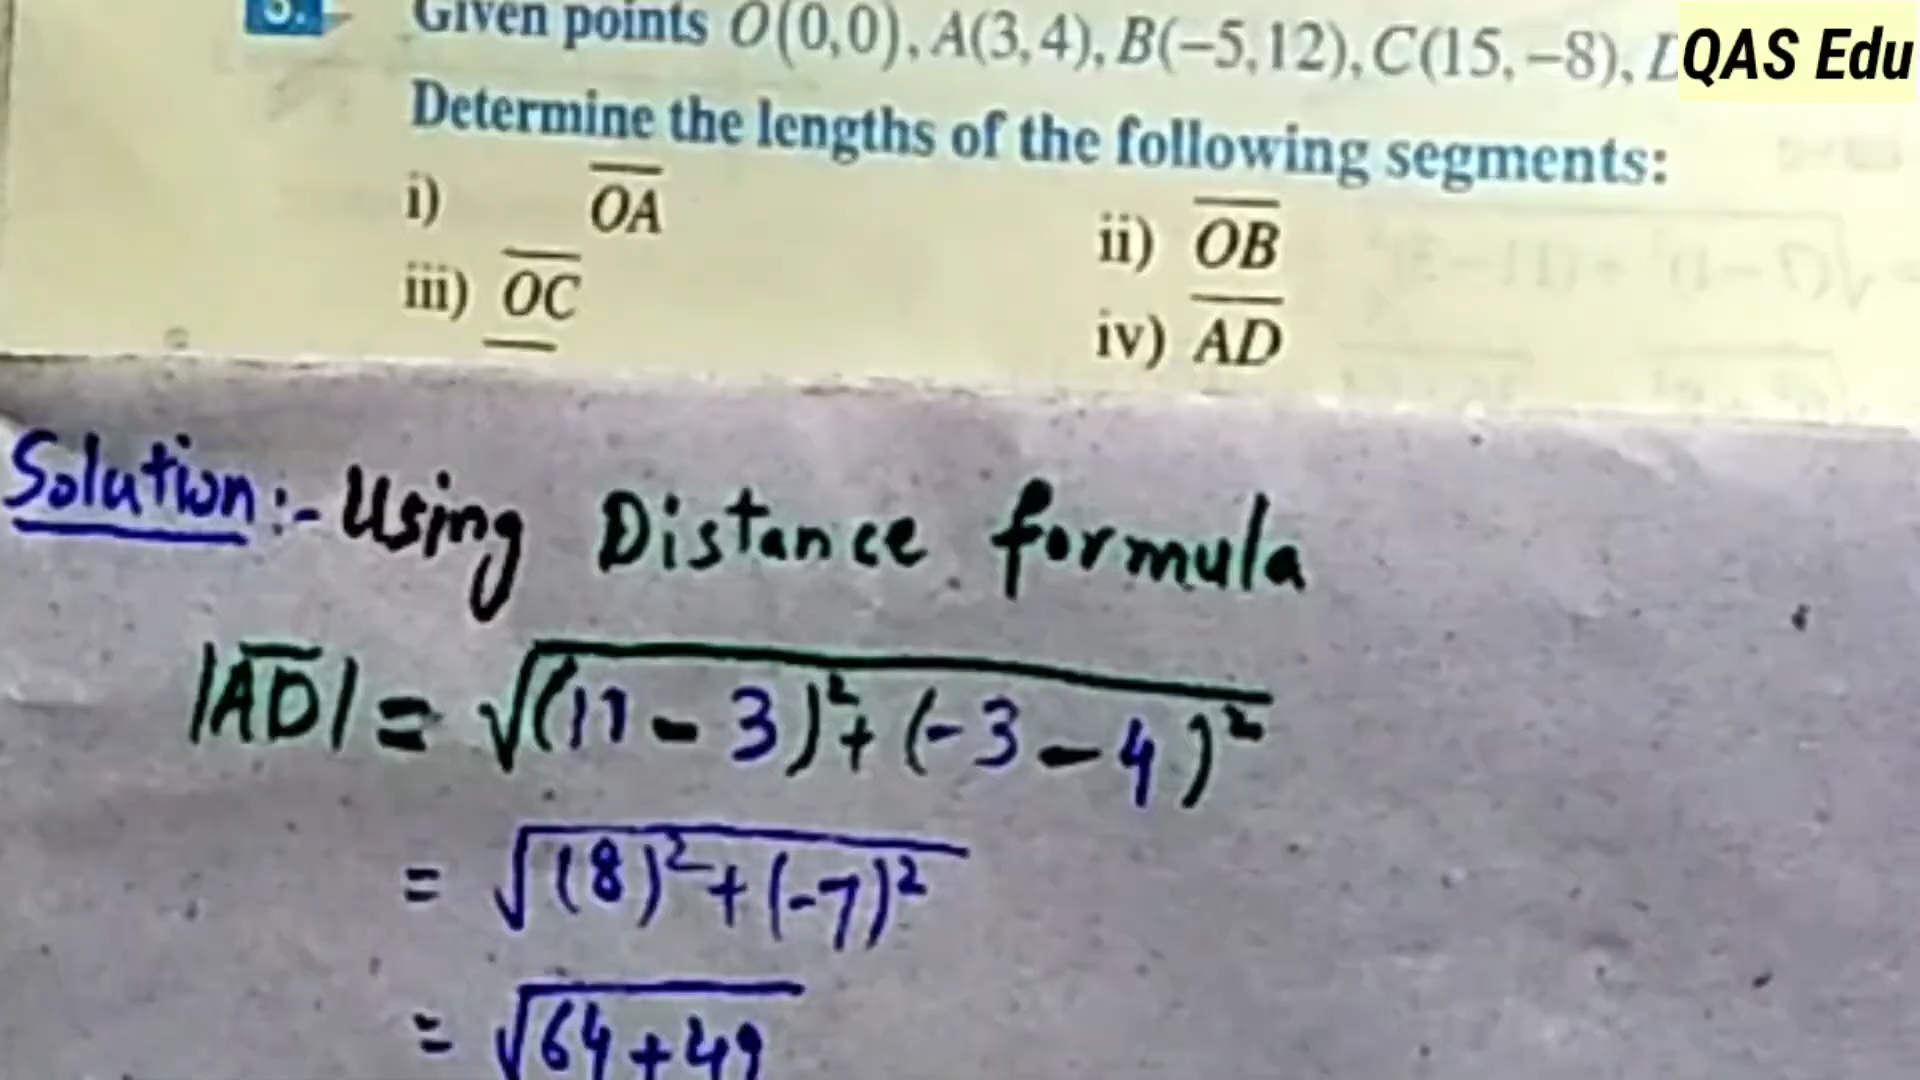 5. Given points O(0,0), A(3,4), B(−5,12), C(15,−8),
QAS Edu
Determine the lengths of the following segments:
i) OA
ii) OB
iii) OC
iv) AD
Solution:- Using Distance formula
|AD| = √(11 - 3)² + (-3 - 4)²
= √(8)² + (-7)²
= √64 + 49